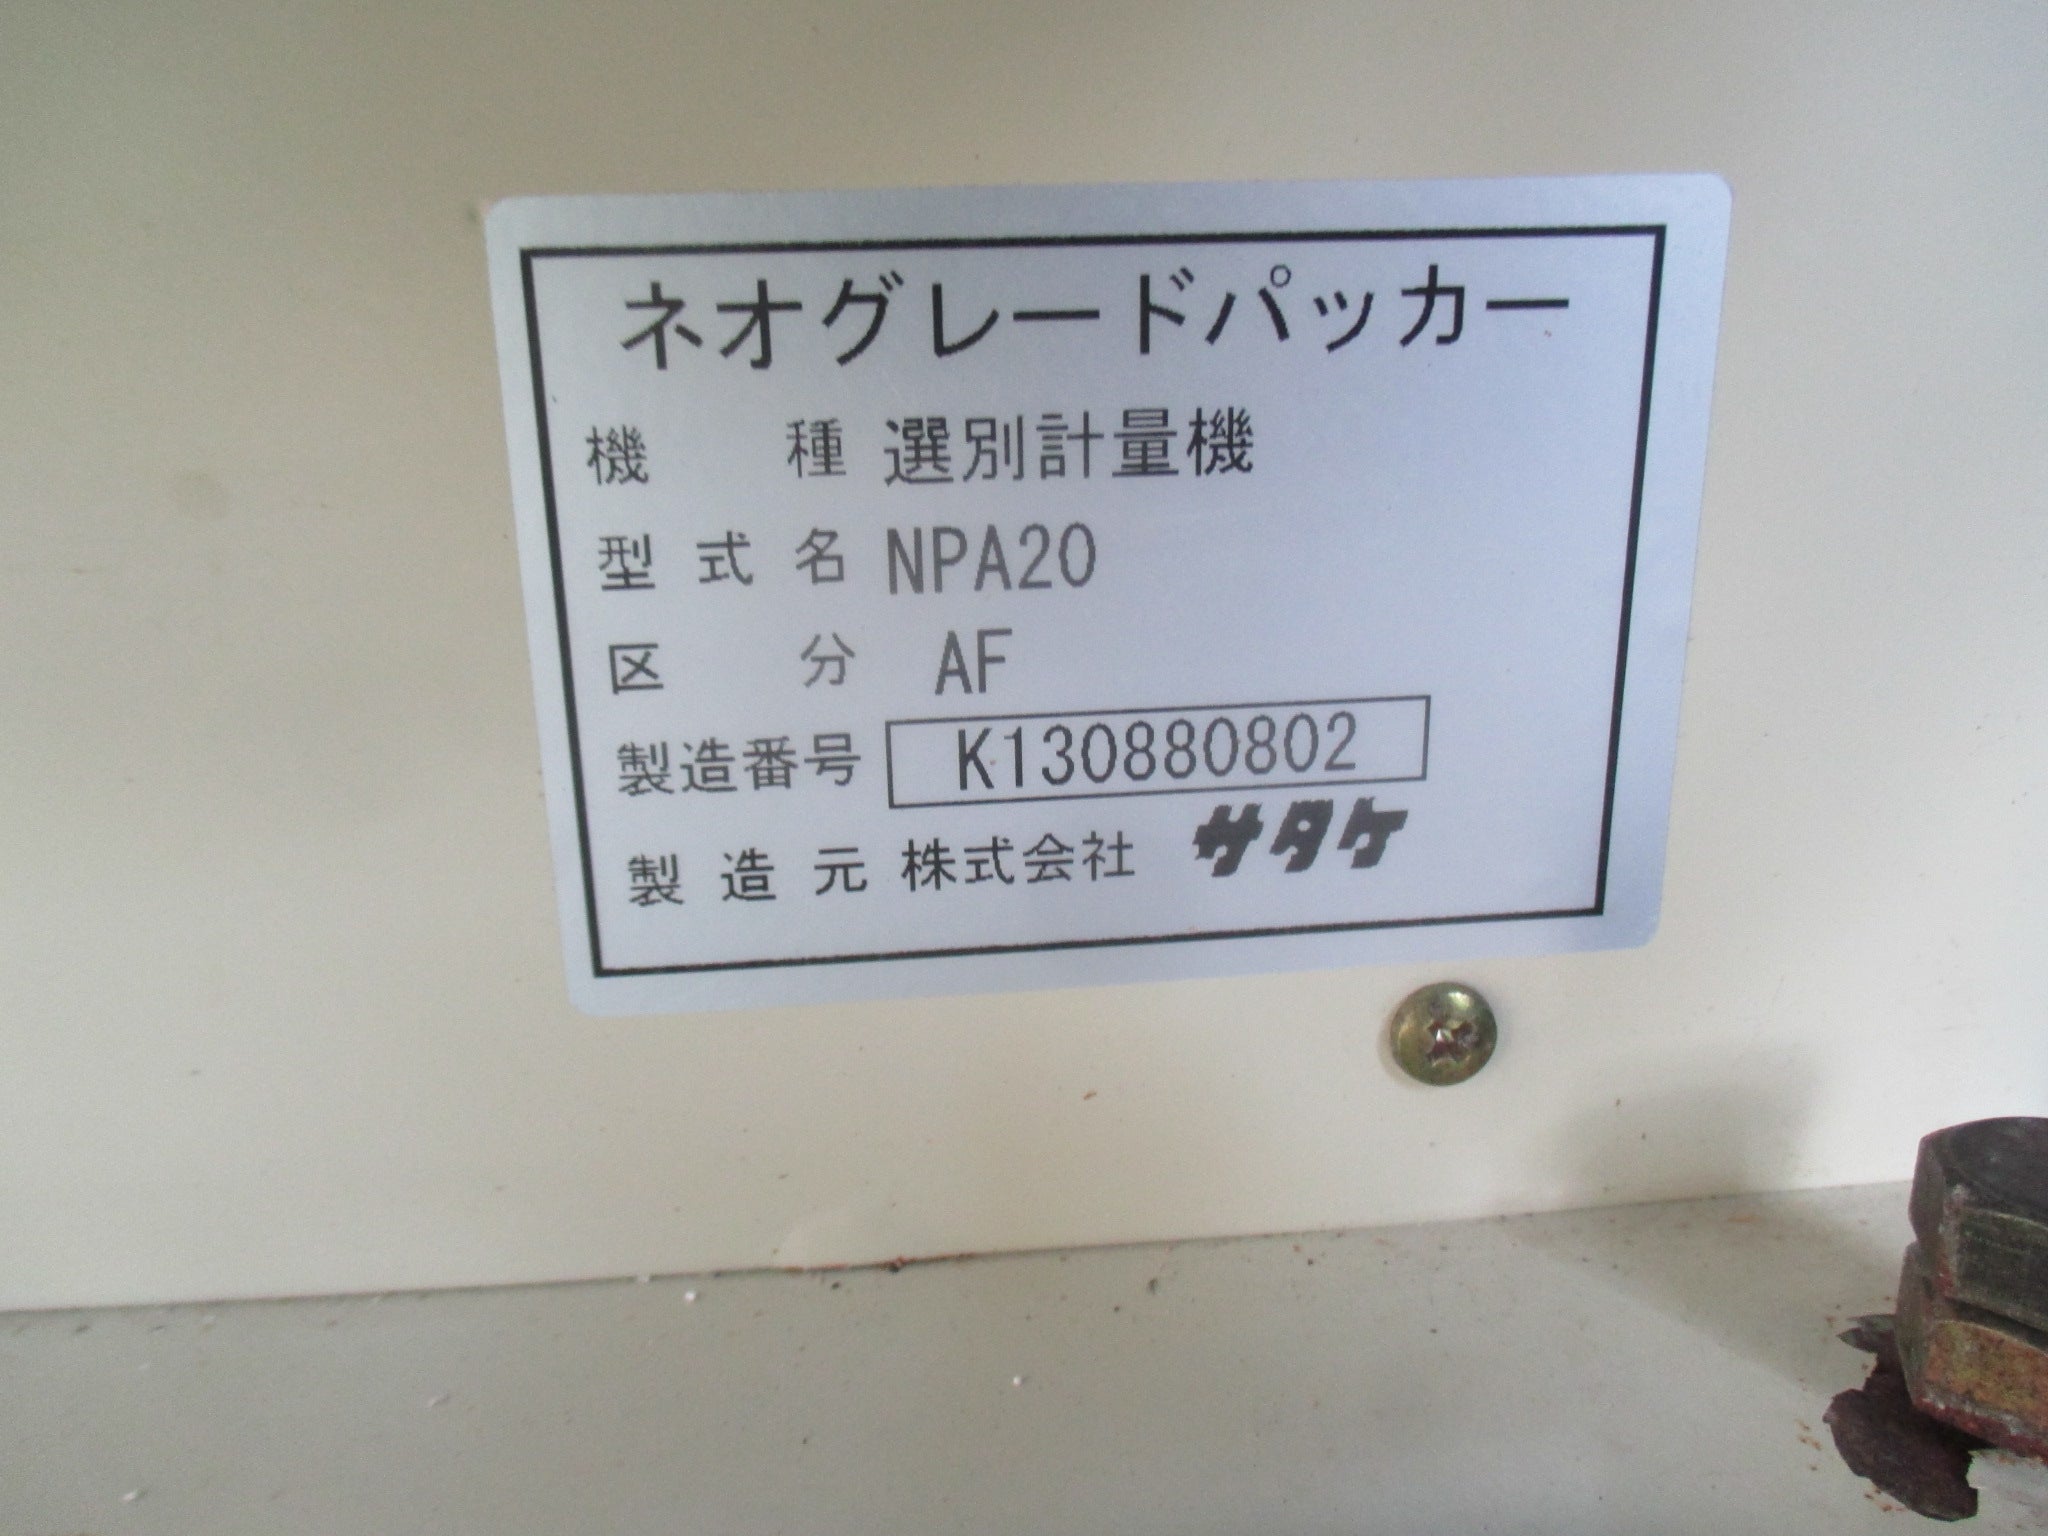 ネオグレードパッカー
機種 選別計量機
型式名 NPA20
区分 AF
製造番号 K130880802
製造元 株式会社 サタケ